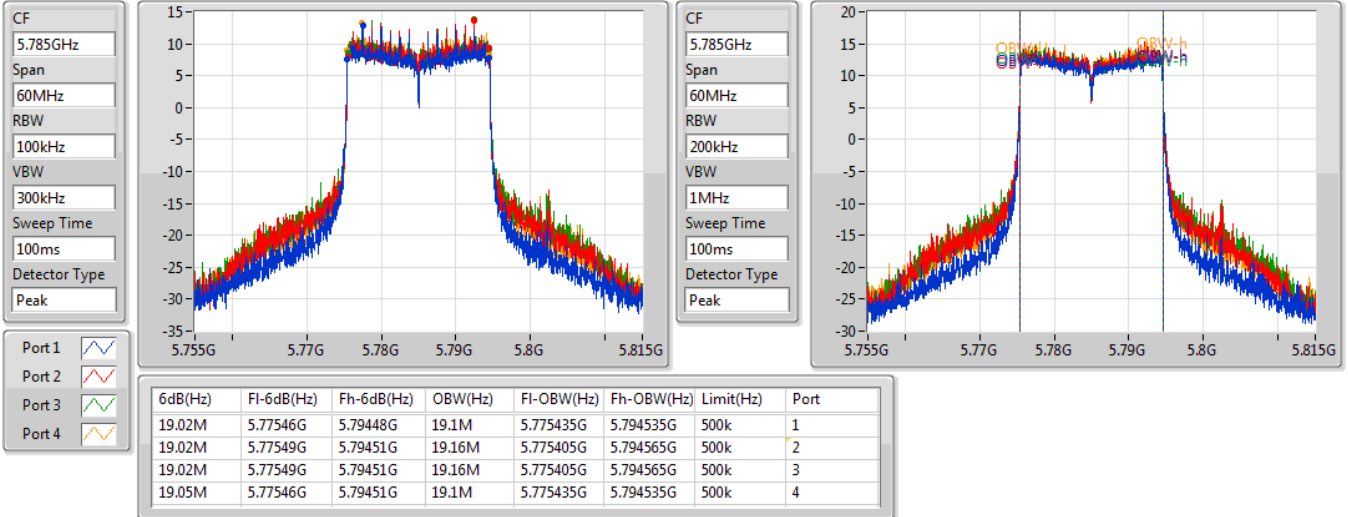 CF
5.785GHz
Span
60MHz
RBW
100kHz
VBW
300kHz
Sweep Time
100ms
Detector Type
Peak
15
10
5
0
-5
-10
-15
-20
-25
-30
-35
5.755G 5.77G 5.78G 5.79G 5.8G 5.815G
CF
5.785GHz
Span
60MHz
RBW
200kHz
VBW
1MHz
Sweep Time
100ms
Detector Type
Peak
20
15
10
5
0
-5
-10
-15
-20
-25
-30
OBW-h
5.755G 5.77G 5.78G 5.79G 5.8G 5.815G
Port 1
Port 2
Port 3
Port 4
6dB(Hz) Fl-6dB(Hz) Fh-6dB(Hz) OBW(Hz) Fl-OBW(Hz) Fh-OBW(Hz) Limit(Hz) Port
19.02M 5.77546G 5.79448G 19.1M 5.775435G 5.794535G 500k 1
19.02M 5.77549G 5.79451G 19.16M 5.775405G 5.794565G 500k 2
19.02M 5.77549G 5.79451G 19.16M 5.775405G 5.794565G 500k 3
19.05M 5.77546G 5.79451G 19.1M 5.775435G 5.794535G 500k 4